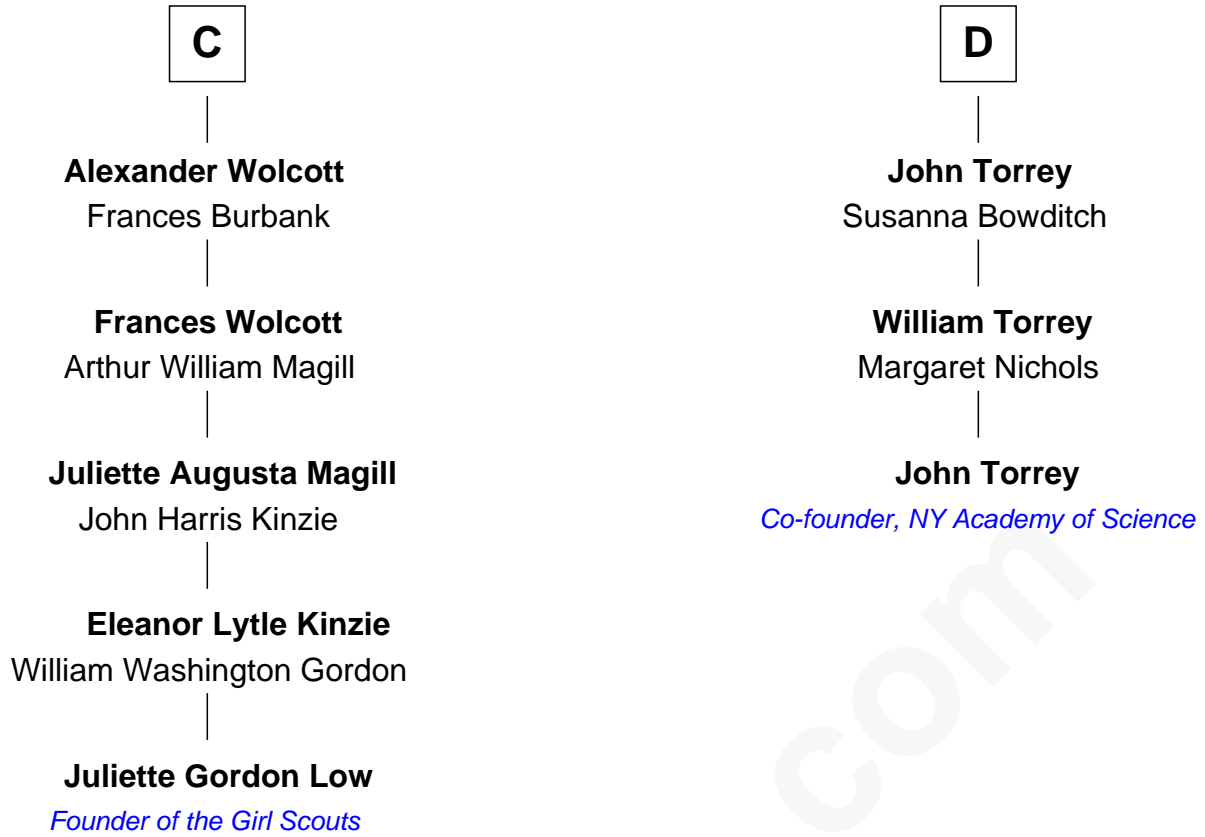 C
Alexander Wolcott
Frances Burbank
Frances Wolcott
Arthur William Magill
Juliette Augusta Magill
John Harris Kinzie
Eleanor Lytle Kinzie
William Washington Gordon
Juliette Gordon Low
Founder of the Girl Scouts
D
John Torrey
Susanna Bowditch
William Torrey
Margaret Nichols
John Torrey
Co-founder, NY Academy of Science
com